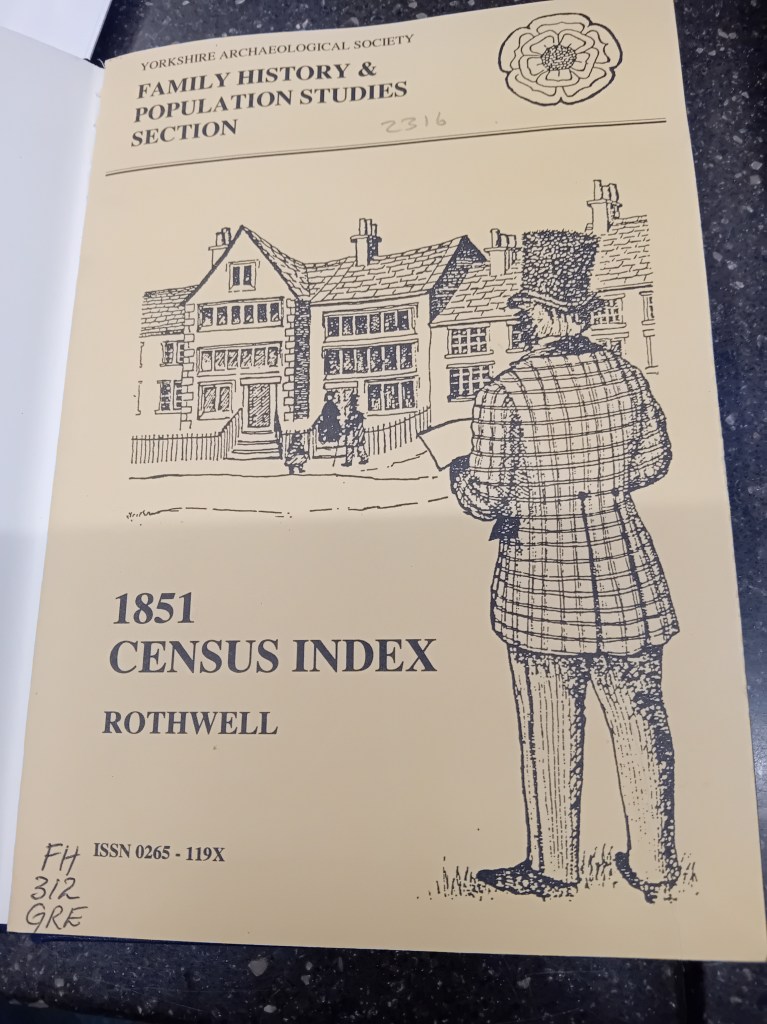 YORKSHIRE ARCHAEOLOGICAL SOCIETY
FAMILY HISTORY &
POPULATION STUDIES
SECTION
2316
1851
CENSUS INDEX
ROTHWELL
ISSN 0265 - 119X
FH
312
GRE